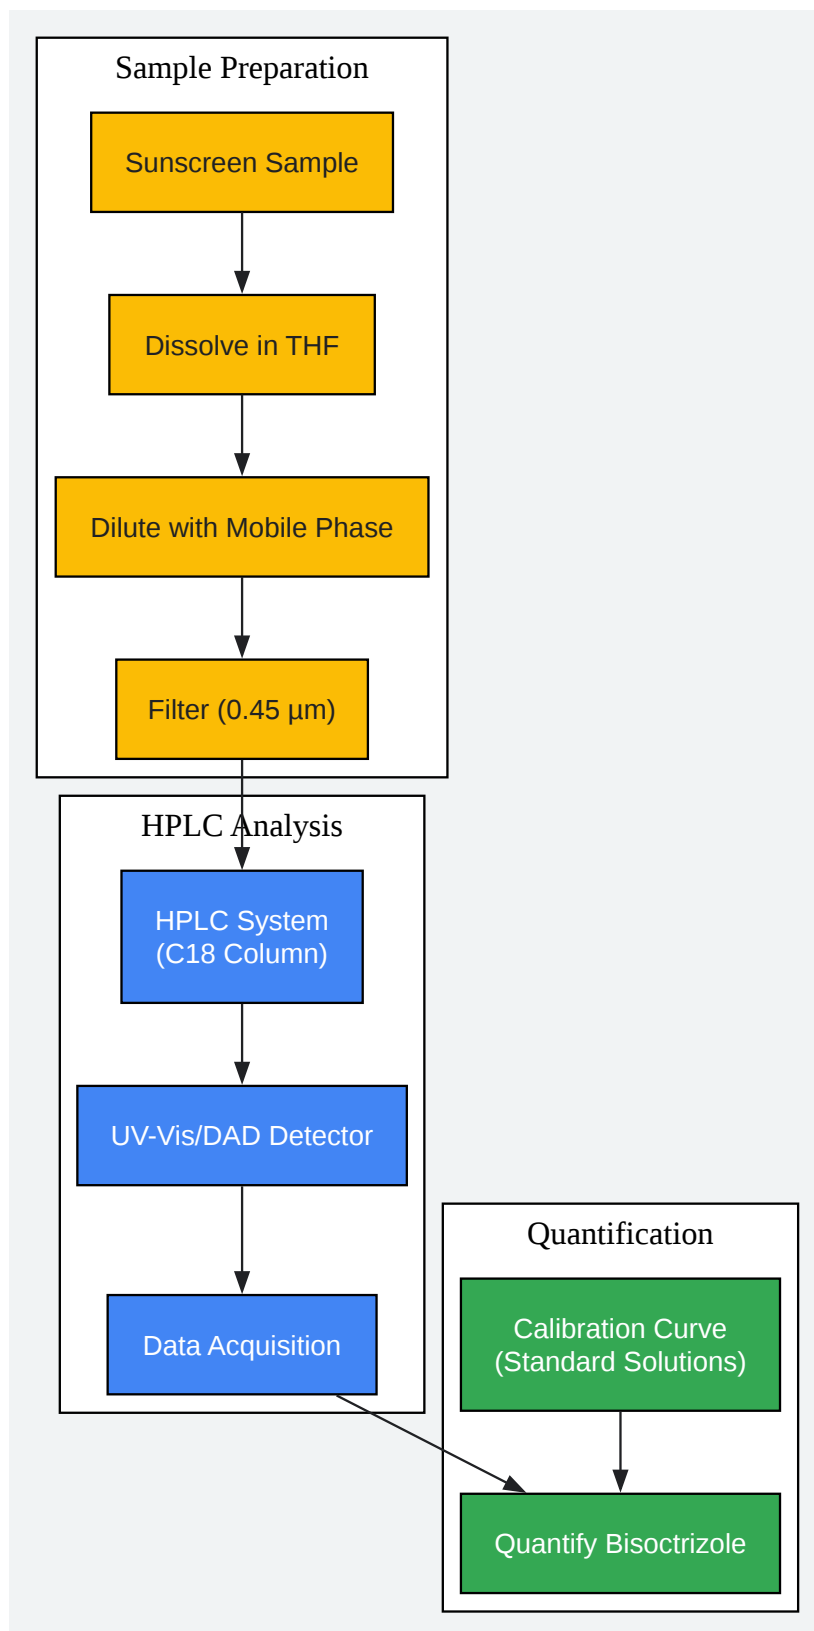 Sample Preparation
Sunscreen Sample
Dissolve in THF
Dilute with Mobile Phase
Filter (0.45 µm)
HPLC Analysis
HPLC System
(C18 Column)
UV-Vis/DAD Detector
Data Acquisition
Quantification
Calibration Curve
(Standard Solutions)
Quantify Bisoctrizole